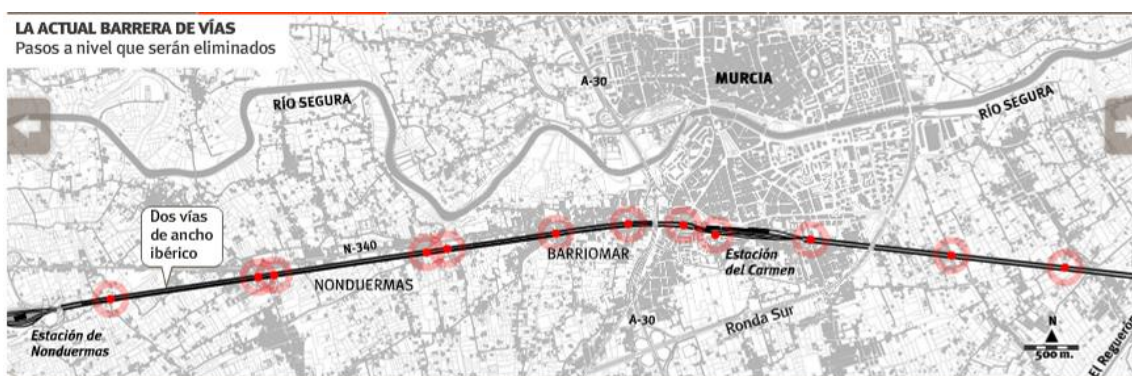 LA ACTUAL BARRERA DE VÍAS
Pasos a nivel que serán eliminados
A-30
MURCIA
RÍO SEGURA
RÍO SEGURA
Dos vías
de ancho
ibérico
N-340
NONDUERMAS
BARRIOMAR
Estación
del Carmen
Estación de
Nonduermas
A-30
Ronda Sur
N
500 m.
El Reguerón